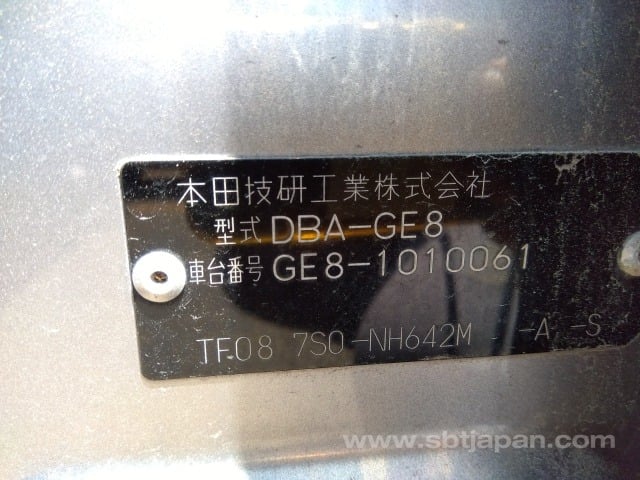 本田技研工業株式会社
型式 DBA-GE8
車台番号 GE8-1010061
TF08 7S0-NH642M -A -S
www.sbtjapan.com